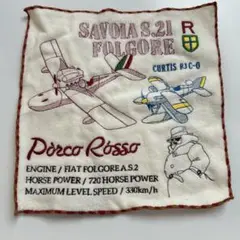 SAVOIA S.21
FOLGORE
R
CURTIS R3 C-0
Porco Rosso
ENGINE / FIAT FOLGORE A.S.2
HORSE POWER / 720 HORSE POWER
MAXIMUM LEVEL SPEED / 330km/h